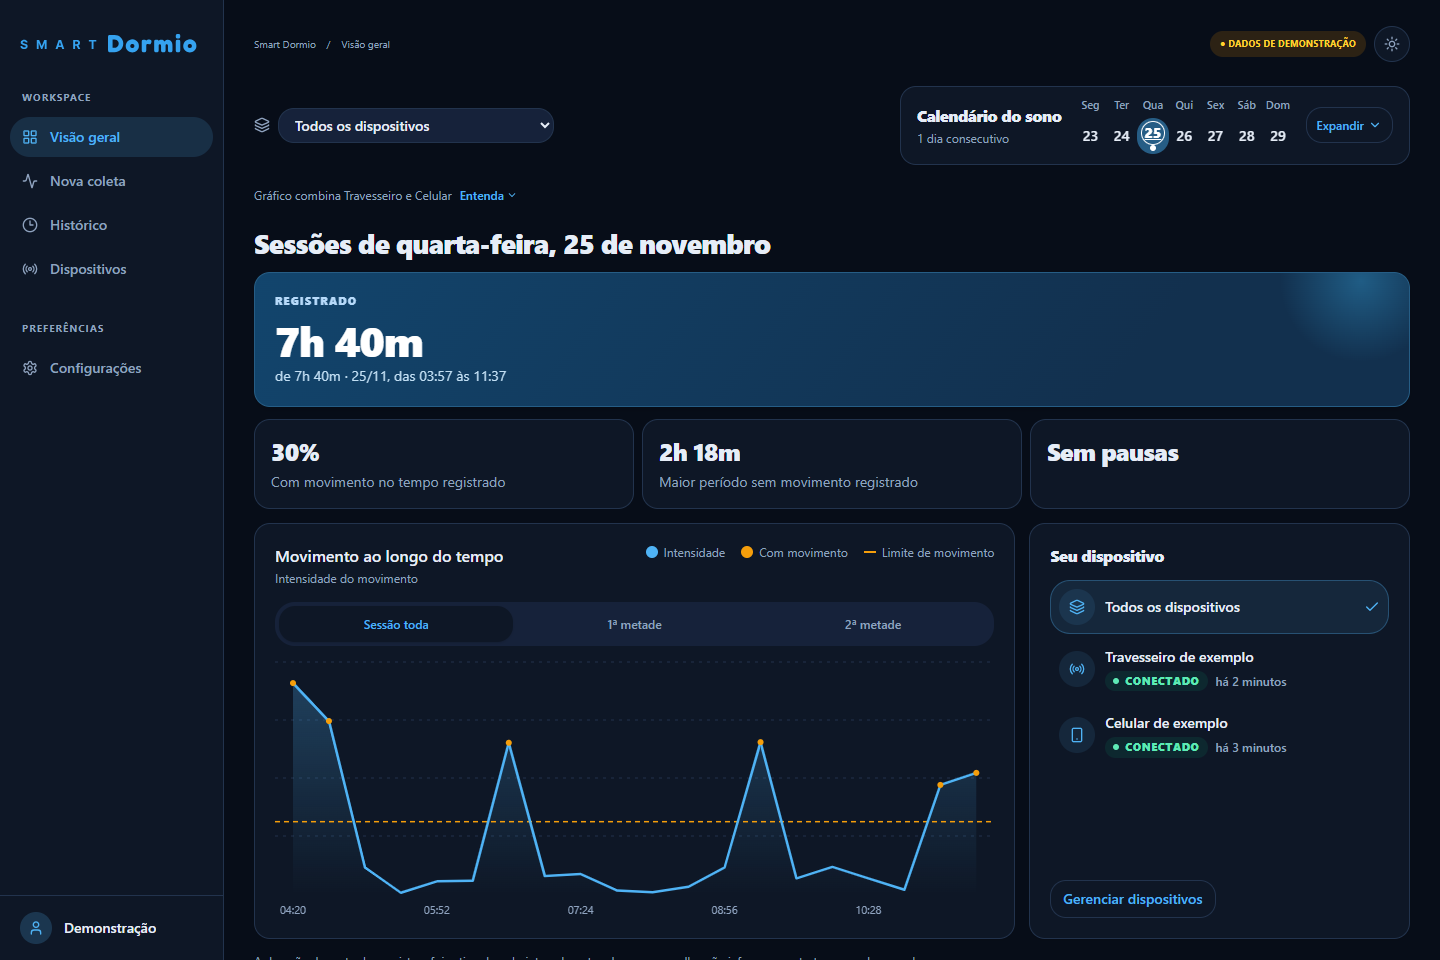 SMART Dormio
WORKSPACE
Visão geral
Nova coleta
Histórico
Dispositivos
PREFERÊNCIAS
Configurações
Demonstração
Smart Dormio / Visão geral
• DADOS DE DEMONSTRAÇÃO
Todos os dispositivos
Calendário do sono
1 dia consecutivo
Seg Ter Qua Qui Sex Sáb Dom
23 24 25 26 27 28 29
Expandir
Gráfico combina Travesseiro e Celular Entenda
Sessões de quarta-feira, 25 de novembro
REGISTRADO
7h 40m
de 7h 40m · 25/11, das 03:57 às 11:37
30%
Com movimento no tempo registrado
2h 18m
Maior período sem movimento registrado
Sem pausas
Movimento ao longo do tempo
Intensidade do movimento
Intensidade Com movimento Limite de movimento
Sessão toda 1ª metade 2ª metade
04:20 05:52 07:24 08:56 10:28
Seu dispositivo
Todos os dispositivos
Travesseiro de exemplo
• CONECTADO há 2 minutos
Celular de exemplo
• CONECTADO há 3 minutos
Gerenciar dispositivos